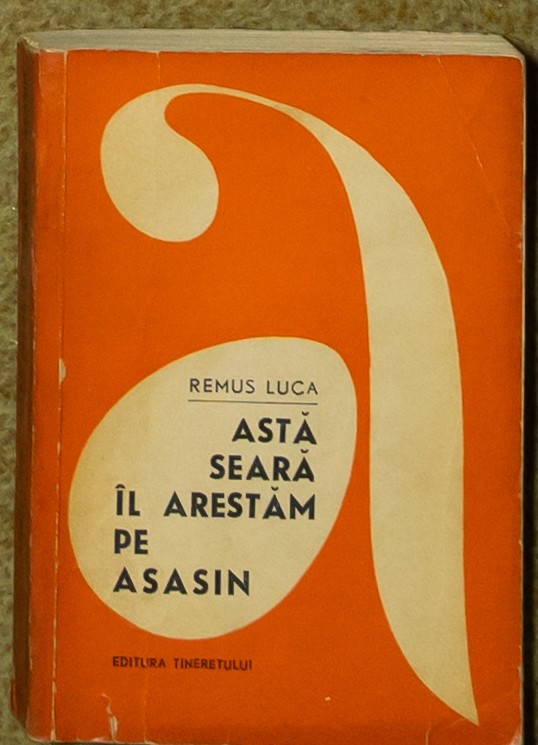 a
REMUS LUCA
ASTĂ
SEARĂ
ÎL ARESTĂM
PE
ASASIN
EDITURA TINERETULUI